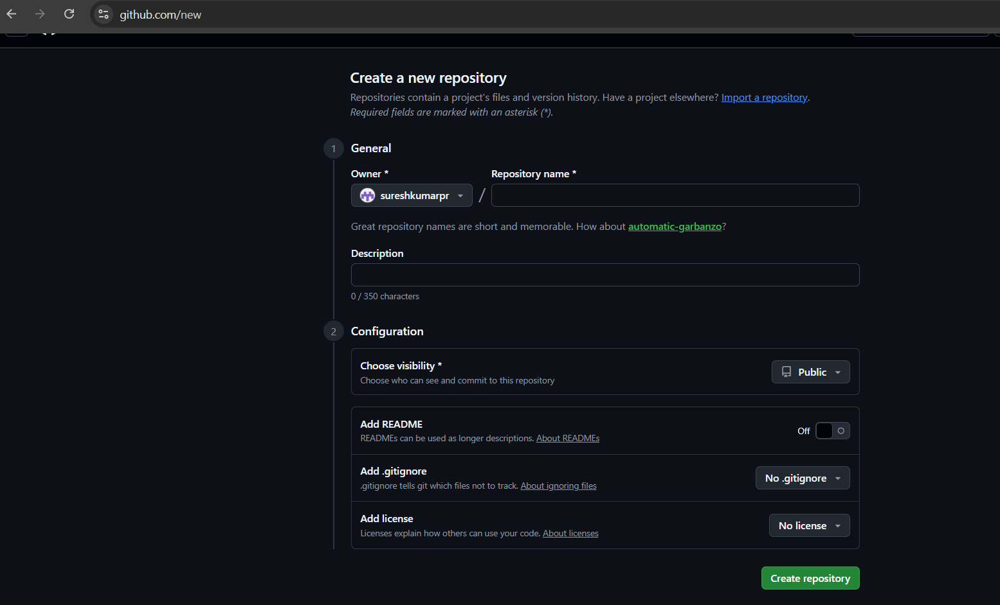 github.com/new
Create a new repository
Repositories contain a project's files and version history. Have a project elsewhere? Import a repository.
Required fields are marked with an asterisk (*).
1 General
Owner * Repository name *
sureshkumarpr /
Great repository names are short and memorable. How about automatic-garbanzo?
Description
0 / 350 characters
2 Configuration
Choose visibility *
Choose who can see and commit to this repository
Public
Add README
READMEs can be used as longer descriptions. About READMEs
Off
Add .gitignore
.gitignore tells git which files not to track. About ignoring files
No .gitignore
Add license
Licenses explain how others can use your code. About licenses
No license
Create repository